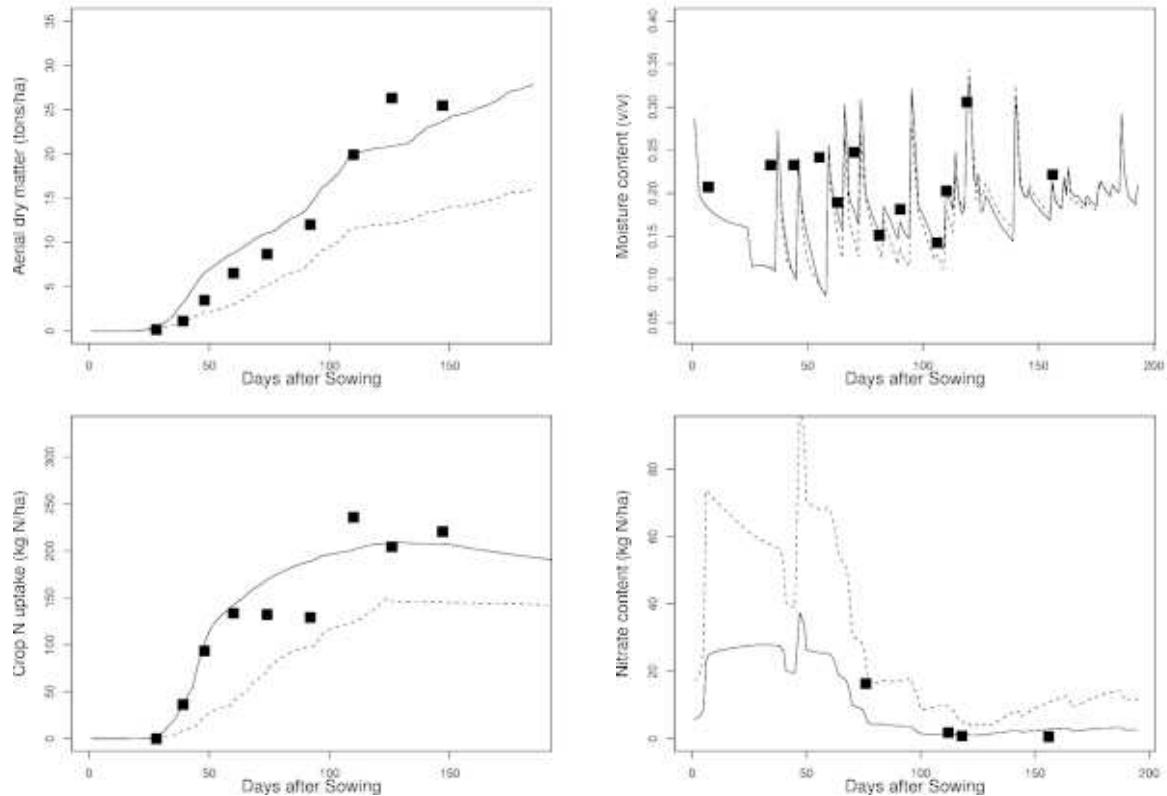 Aerial dry matter (tons/ha)
0 5 10 15 20 25 30 35
0 50 100 150
Days after Sowing
Moisture content (v/v)
0.05 0.10 0.15 0.20 0.25 0.30 0.35 0.40
0 50 100 150 200
Days after Sowing
Crop N uptake (kg N/ha)
0 50 100 150 200 250 300
0 50 100 150
Days after Sowing
Nitrate content (kg N/ha)
0 20 40 60 80
0 50 100 150 200
Days after Sowing